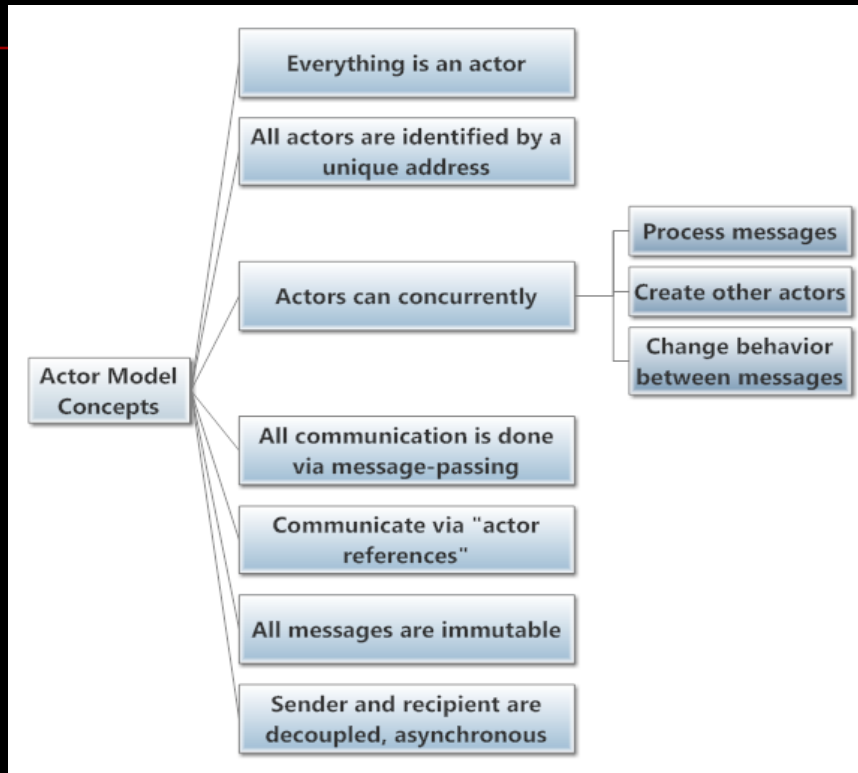 Everything is an actor
All actors are identified by a
unique address
Actors can concurrently
Process messages
Create other actors
Change behavior
between messages
Actor Model
Concepts
All communication is done
via message-passing
Communicate via "actor
references"
All messages are immutable
Sender and recipient are
decoupled, asynchronous